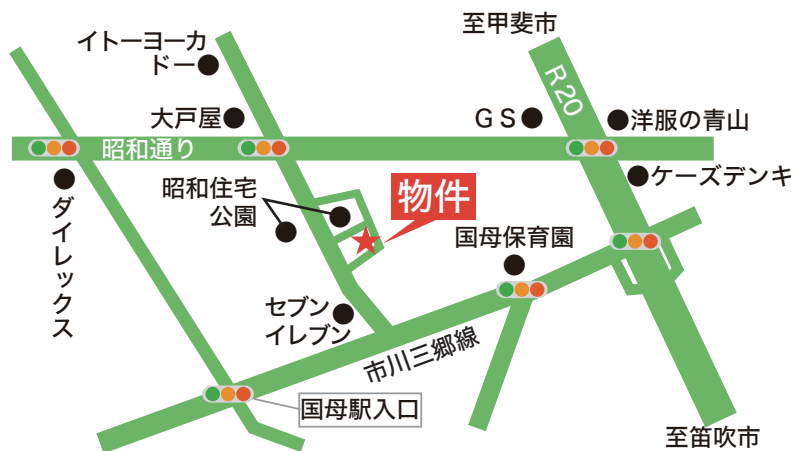 至甲斐市
イトーヨーカ
ドー
R20
大戸屋
GS
洋服の青山
昭和通り
ケーズデンキ
昭和住宅
公園
物件
ダイレックス
国母保育園
セブン
イレブン
市川三郷線
国母駅入口
至笛吹市